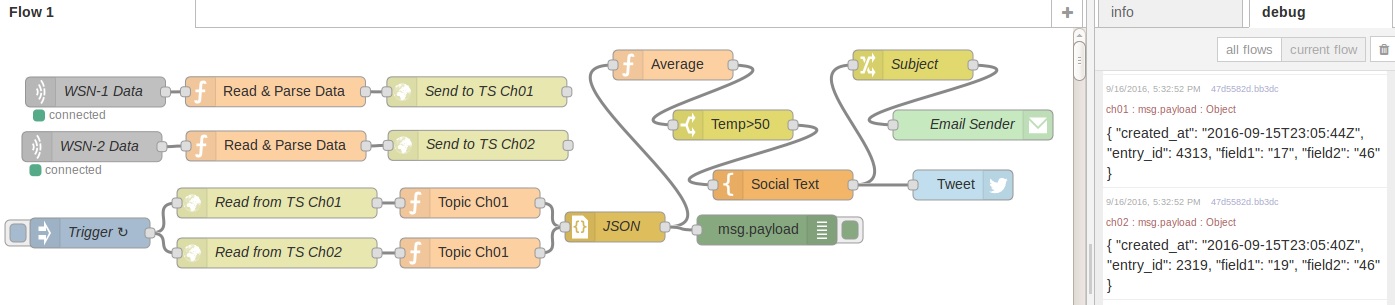 Flow 1
+
info
debug
all flows
current flow
WSN-1 Data
Read & Parse Data
Send to TS Ch01
connected
WSN-2 Data
Read & Parse Data
Send to TS Ch02
connected
Trigger ↻
Read from TS Ch01
Topic Ch01
Read from TS Ch02
Topic Ch01
{} JSON
msg.payload
Average
Temp>50
Social Text
Subject
Email Sender
Tweet
9/16/2016, 5:32:52 PM 47d5582d.bb3dc
ch01 : msg.payload : Object
{ "created_at": "2016-09-15T23:05:44Z",
"entry_id": 4313, "field1": "17", "field2": "46"
}
9/16/2016, 5:32:52 PM 47d5582d.bb3dc
ch02 : msg.payload : Object
{ "created_at": "2016-09-15T23:05:40Z",
"entry_id": 2319, "field1": "19", "field2": "46"
}